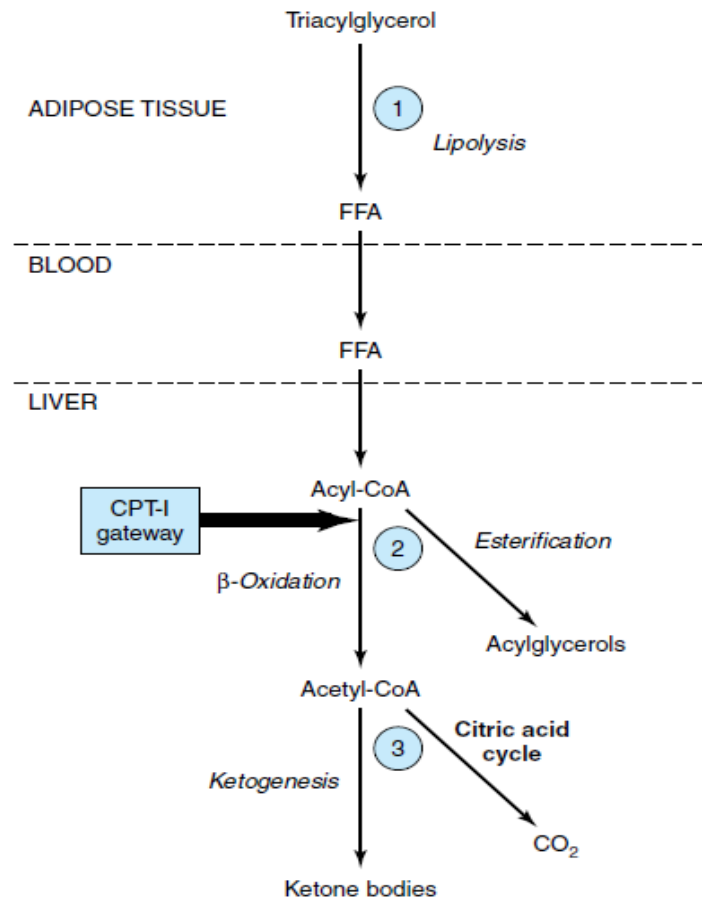 Triacylglycerol
ADIPOSE TISSUE
1
Lipolysis
FFA
BLOOD
FFA
LIVER
Acyl-CoA
CPT-I
gateway
2
Esterification
β-Oxidation
Acylglycerols
Acetyl-CoA
Citric acid
cycle
3
Ketogenesis
CO₂
Ketone bodies